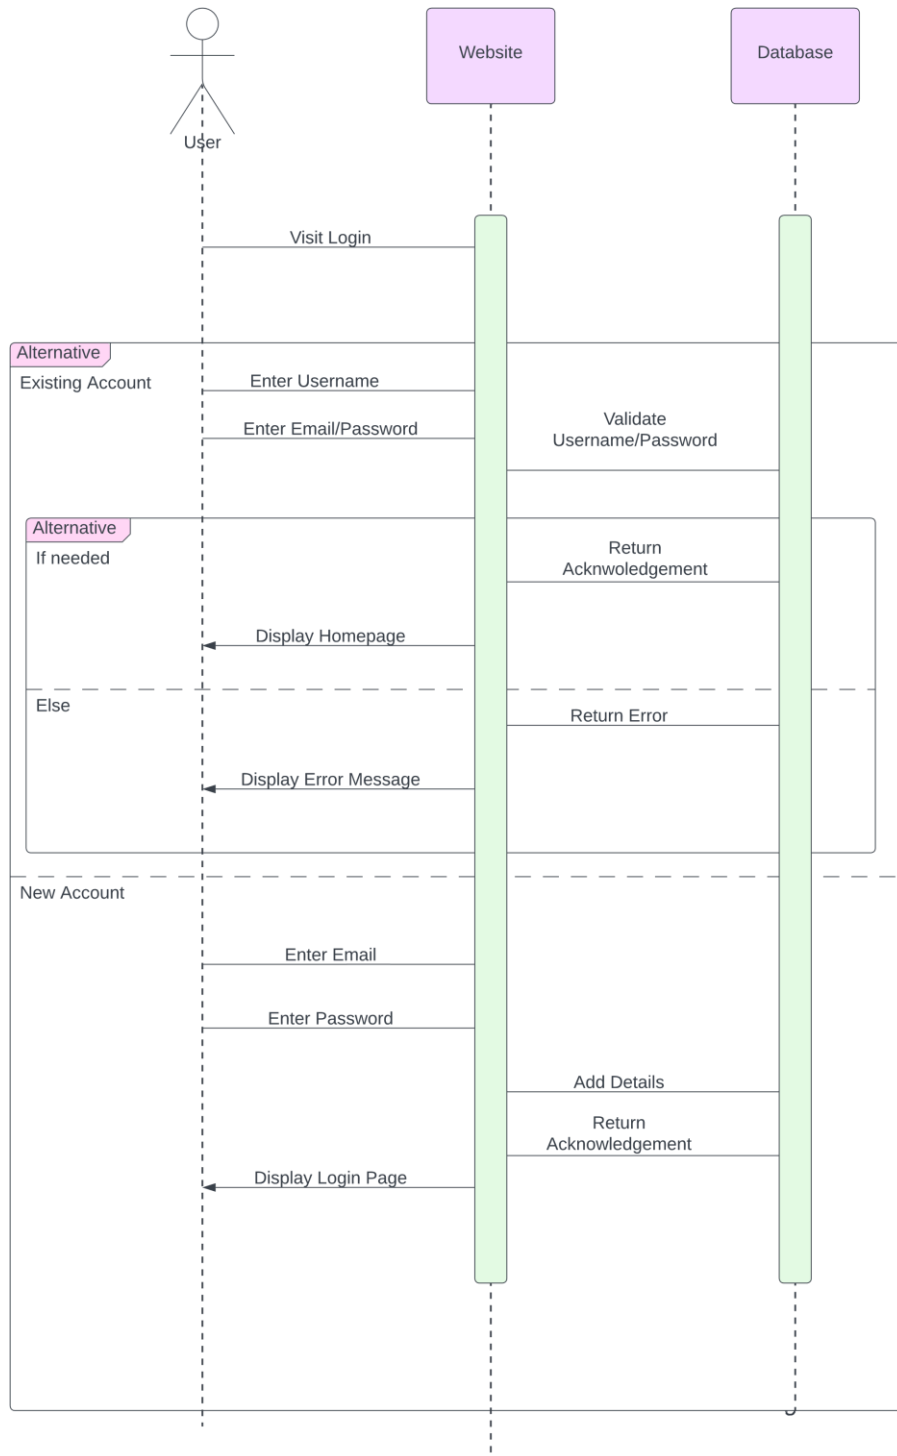 Website
Database
User
Visit Login
Alternative
Existing Account
Enter Username
Enter Email/Password
Validate
Username/Password
Alternative
If needed
Return
Acknwoledgement
Display Homepage
Else
Return Error
Display Error Message
New Account
Enter Email
Enter Password
Add Details
Return
Acknowledgement
Display Login Page